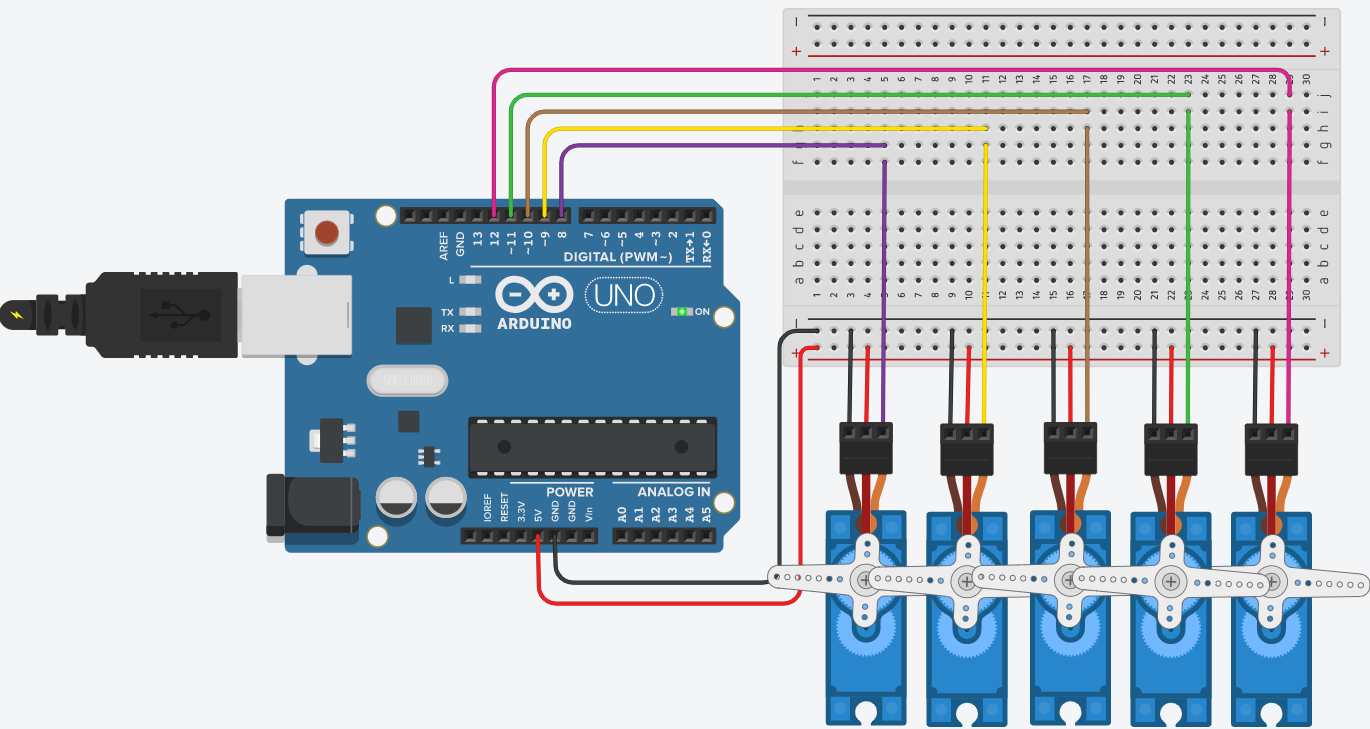 − −
+ +
1 2 3 4 5 6 7 8 9 10 11 12 13 14 15 16 17 18 19 20 21 22 23 24 25 26 27 28 29 30
j j
i i
h h
g g
f f
e e
d d
c c
b b
a a
1 2 3 4 5 6 7 8 9 10 11 12 13 14 15 16 17 18 19 20 21 22 23 24 25 26 27 28 29 30
− −
+ +
AREF GND 13 12 ~11 ~10 ~9 8 7 ~6 ~5 4 ~3 2 TX→1 RX←0
DIGITAL (PWM~)
L
TX
RX
UNO
ON
ARDUINO
SPK16.000G
POWER ANALOG IN
IOREF RESET 3.3V 5V GND GND Vin A0 A1 A2 A3 A4 A5